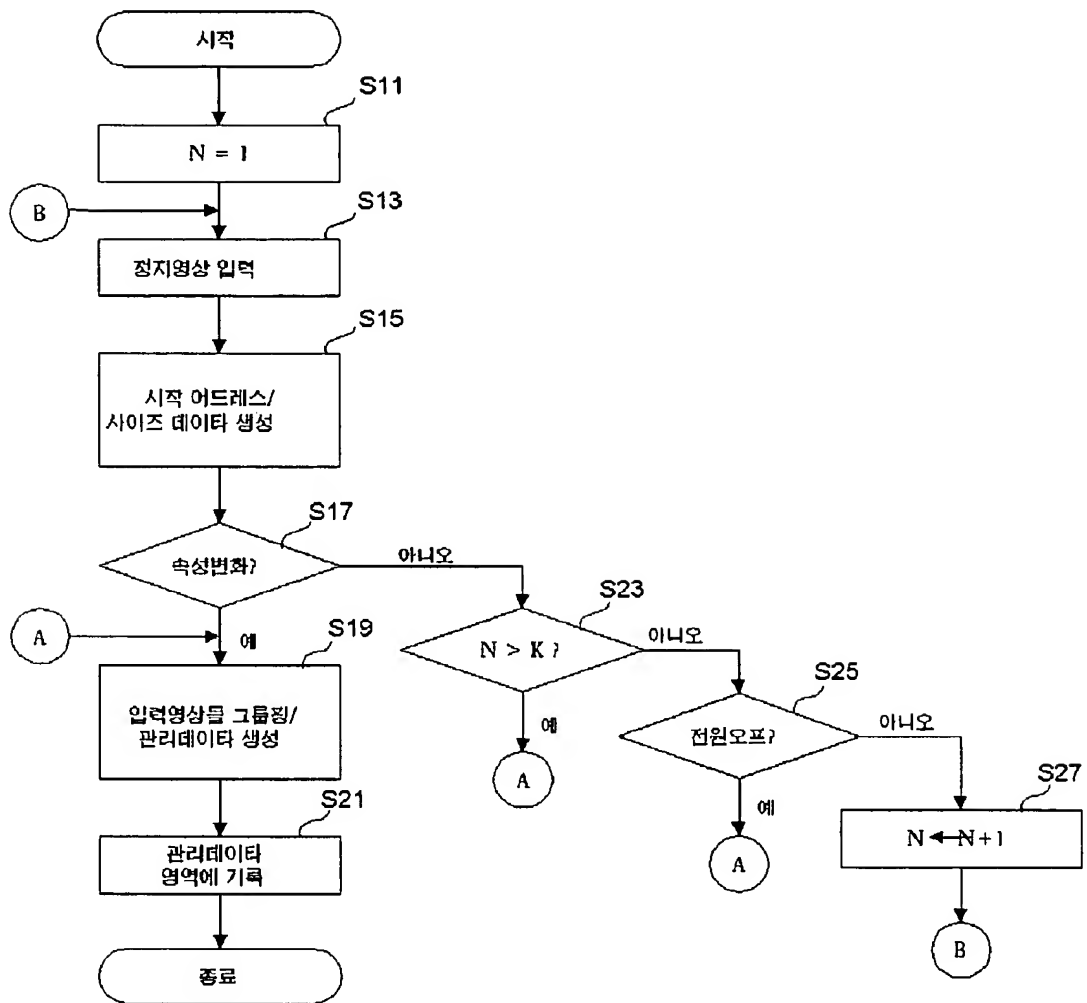 시작
S11
N = 1
B
S13
정지영상 입력
S15
시작 어드레스/
사이즈 데이타 생성
S17
속성변화?
아니오
S23
A
예
S19
N > K ?
아니오
S25
입력영상들 그룹핑/
관리데이타 생성
예
A
전원오프?
아니오
S27
S21
예
A
N ← N+1
관리데이타
영역에 기록
B
종료